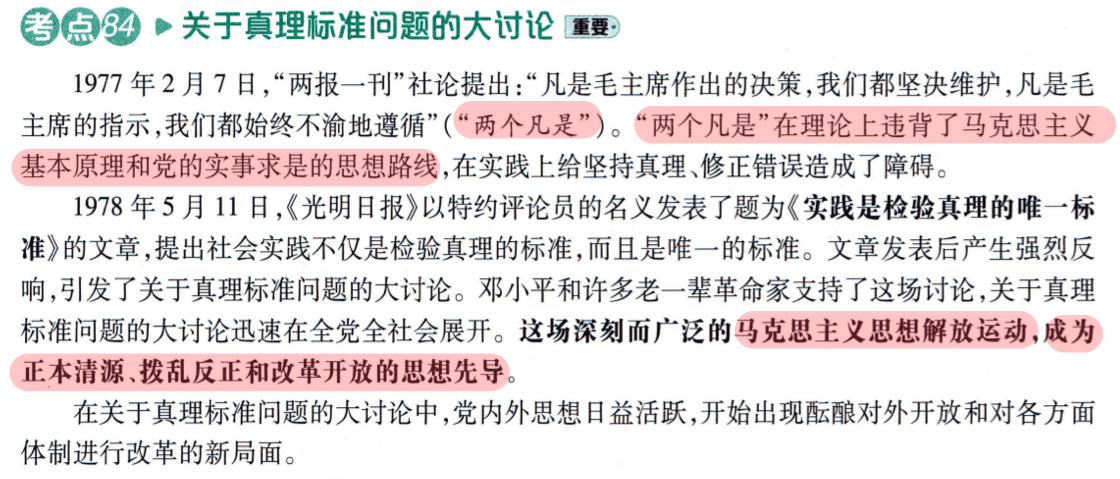 考点84 ▶ 关于真理标准问题的大讨论 重要
1977年2月7日,“两报一刊”社论提出:“凡是毛主席作出的决策,我们都坚决维护,凡是毛
主席的指示,我们都始终不渝地遵循”(“两个凡是”)。“两个凡是”在理论上违背了马克思主义
基本原理和党的实事求是的思想路线,在实践上给坚持真理、修正错误造成了障碍。
1978年5月11日,《光明日报》以特约评论员的名义发表了题为《实践是检验真理的唯一标
准》的文章,提出社会实践不仅是检验真理的标准,而且是唯一的标准。文章发表后产生强烈反
响,引发了关于真理标准问题的大讨论。邓小平和许多老一辈革命家支持了这场讨论,关于真理
标准问题的大讨论迅速在全党全社会展开。这场深刻而广泛的马克思主义思想解放运动,成为
正本清源、拨乱反正和改革开放的思想先导。
在关于真理标准问题的大讨论中,党内外思想日益活跃,开始出现酝酿对外开放和对各方面
体制进行改革的新局面。